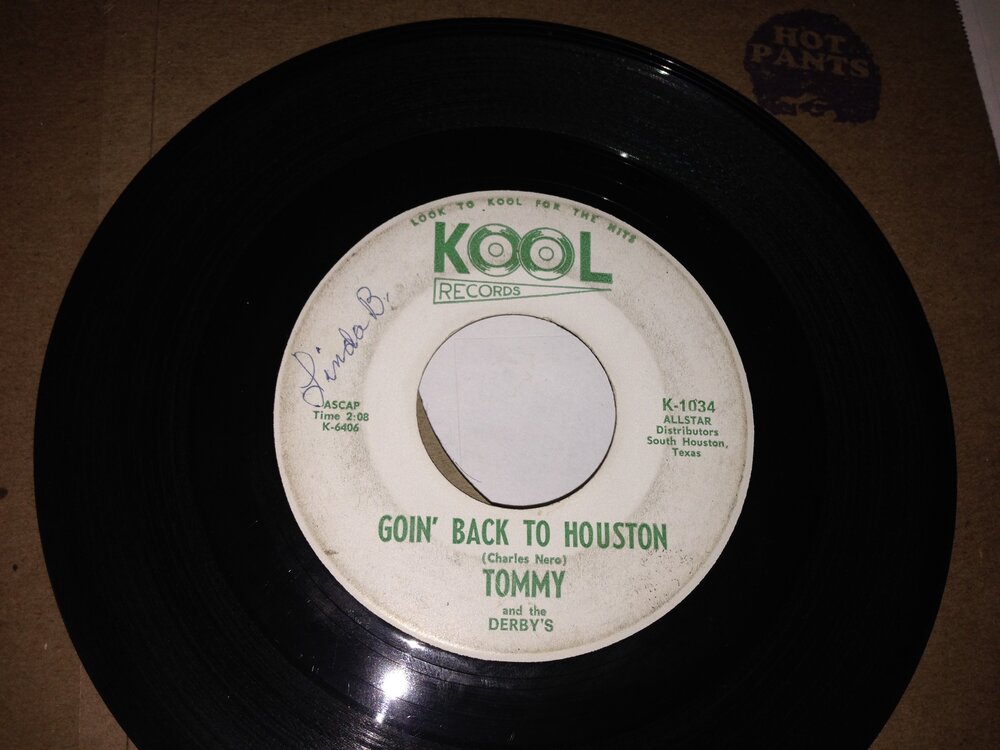 HOT
PANTS
LOOK TO KOOL FOR THE HITS
KOOL
RECORDS
Linda B.
ASCAP
Time 2:08
K-6406
K-1034
ALLSTAR
Distributors
South Houston,
Texas
GOIN' BACK TO HOUSTON
(Charles Nero)
TOMMY
and the
DERBY'S